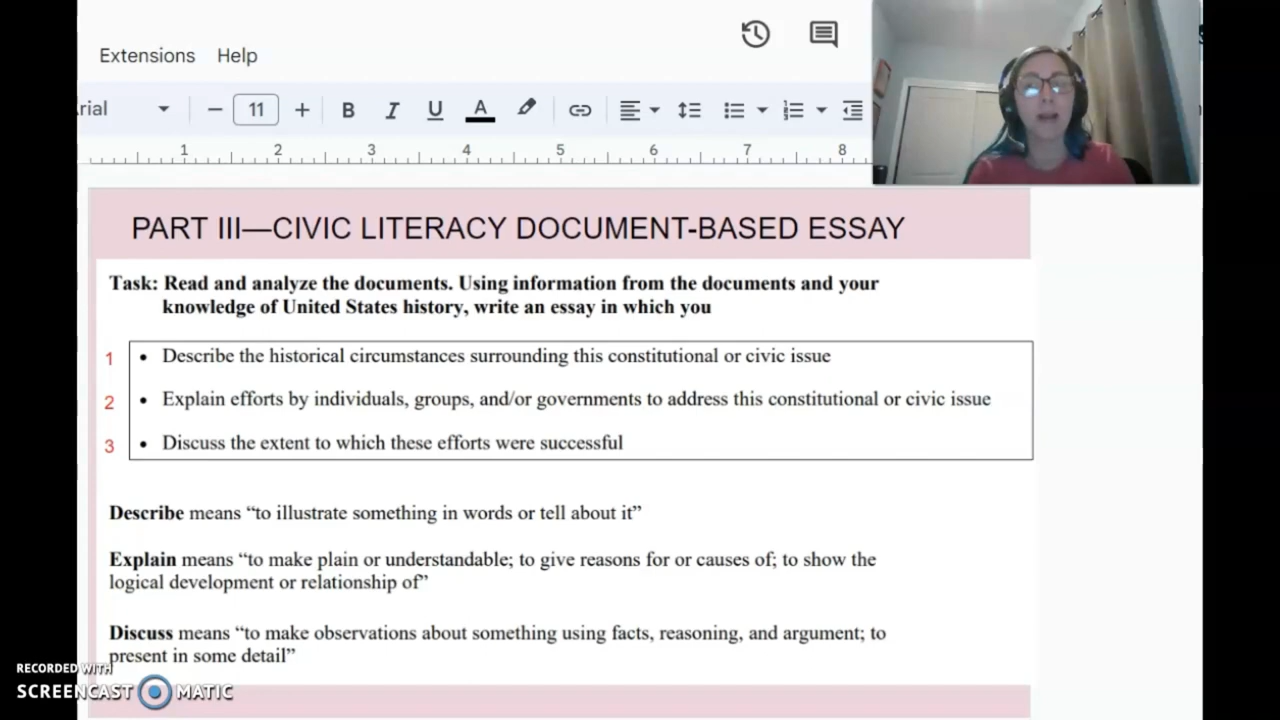 Extensions Help
rial 11 B I U A
1 2 3 4 5 6 7 8
PART III—CIVIC LITERACY DOCUMENT-BASED ESSAY
Task: Read and analyze the documents. Using information from the documents and your
knowledge of United States history, write an essay in which you
1 • Describe the historical circumstances surrounding this constitutional or civic issue
2 • Explain efforts by individuals, groups, and/or governments to address this constitutional or civic issue
3 • Discuss the extent to which these efforts were successful
Describe means “to illustrate something in words or tell about it”
Explain means “to make plain or understandable; to give reasons for or causes of; to show the
logical development or relationship of”
Discuss means “to make observations about something using facts, reasoning, and argument; to
present in some detail”
RECORDED WITH
SCREENCAST MATIC